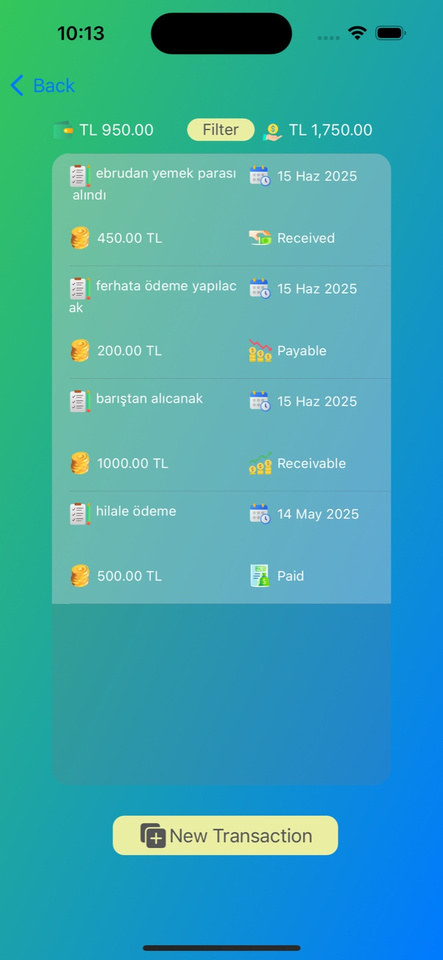 10:13
Back
TL 950.00
Filter
TL 1,750.00
ebrudan yemek parası
alındı
15 Haz 2025
450.00 TL
Received
ferhata ödeme yapılac
ak
15 Haz 2025
200.00 TL
Payable
barıştan alıcanak
15 Haz 2025
1000.00 TL
Receivable
hilale ödeme
14 May 2025
500.00 TL
Paid
New Transaction